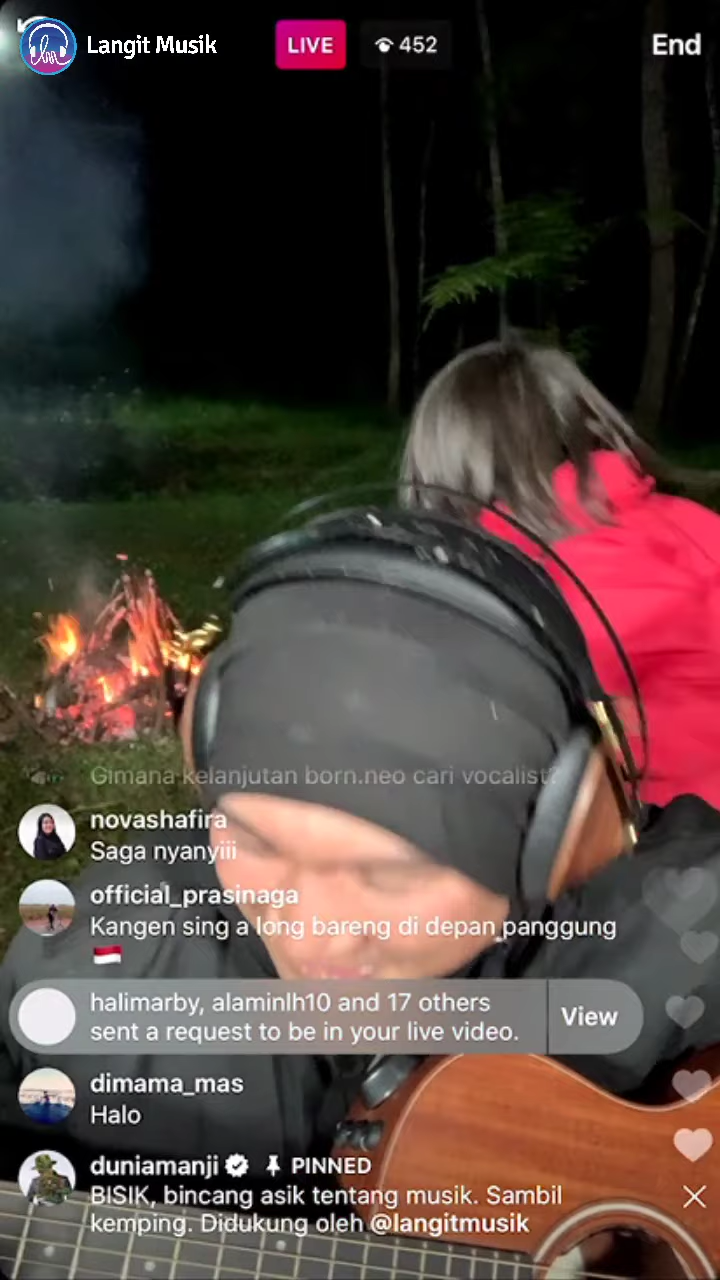 Langit Musik
LIVE
452
End
Gimana kelanjutan born.neo cari vocalist?
novashafira
Saga nyanyiii
official_prasinaga
Kangen sing a long bareng di depan panggung
🇮🇩
halimarby, alaminlh10 and 17 others
sent a request to be in your live video.
View
dimama_mas
Halo
duniamanji PINNED
BISIK, bincang asik tentang musik. Sambil
kemping. Didukung oleh @langitmusik